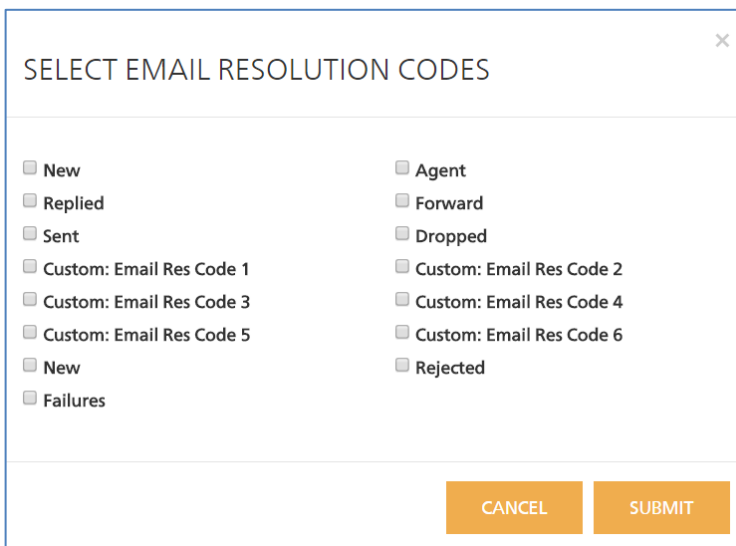 ×
SELECT EMAIL RESOLUTION CODES
New
Agent
Replied
Forward
Sent
Dropped
Custom: Email Res Code 1
Custom: Email Res Code 2
Custom: Email Res Code 3
Custom: Email Res Code 4
Custom: Email Res Code 5
Custom: Email Res Code 6
New
Rejected
Failures
CANCEL
SUBMIT